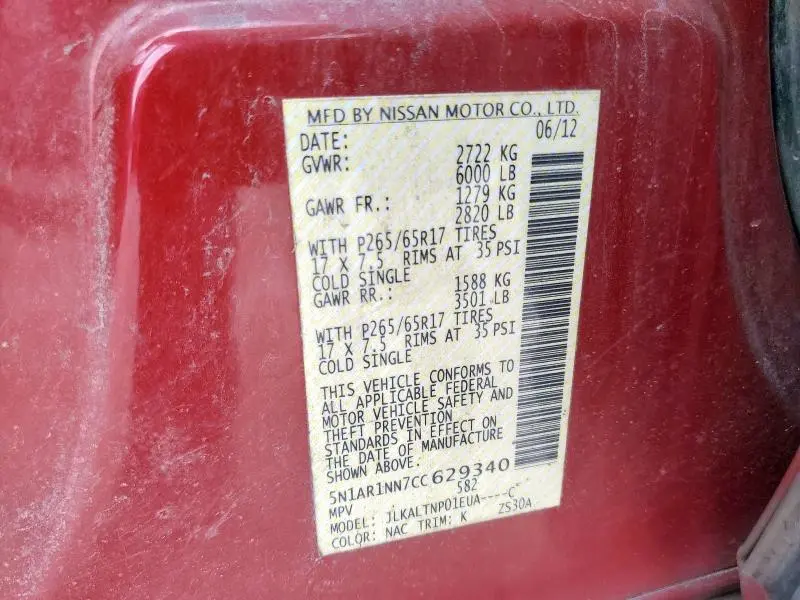 MFD BY NISSAN MOTOR CO., LTD.
DATE: 06/12
GVWR: 2722 KG
6000 LB
GAWR FR.: 1279 KG
2820 LB
WITH P265/65R17 TIRES
17 X 7.5 RIMS AT 35 PSI
COLD SINGLE
GAWR RR.: 1588 KG
3501 LB
WITH P265/65R17 TIRES
17 X 7.5 RIMS AT 35 PSI
COLD SINGLE
THIS VEHICLE CONFORMS TO
ALL APPLICABLE FEDERAL
MOTOR VEHICLE SAFETY AND
THEFT PREVENTION
STANDARDS IN EFFECT ON
THE DATE OF MANUFACTURE
SHOWN ABOVE.
5N1AR1NN7CC629340
MPV 582
MODEL: JLKALTNP01EUA----C
COLOR: NAC TRIM: K ZS30A